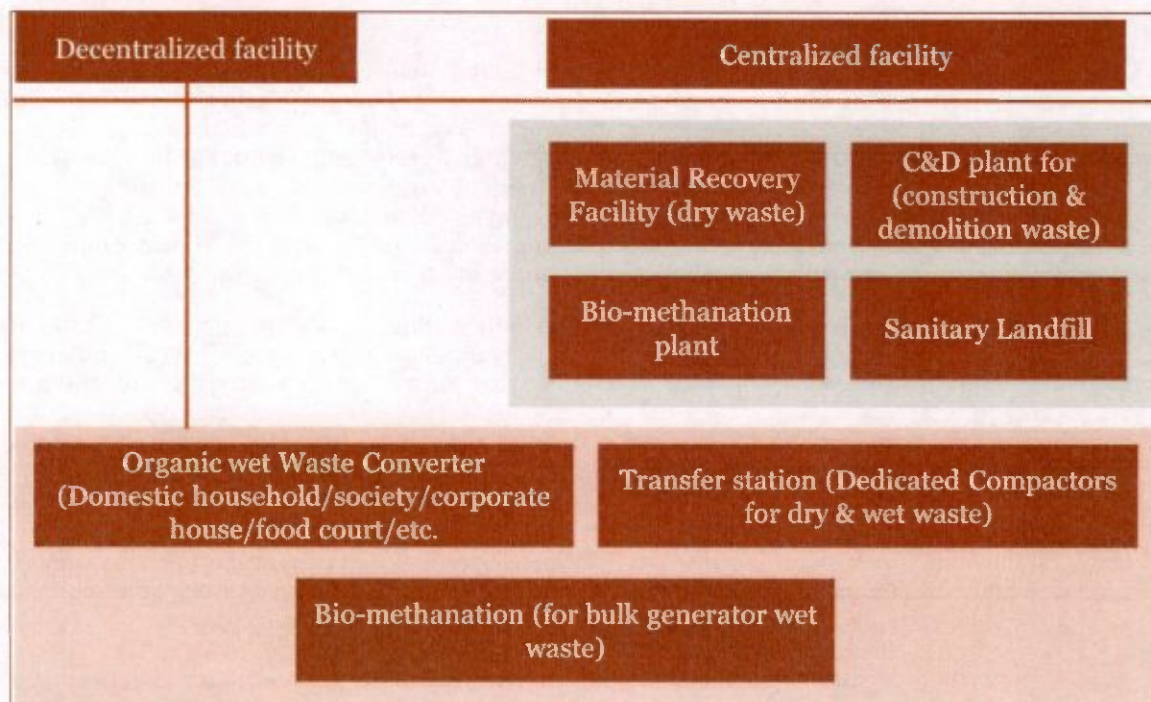 Decentralized facility
Centralized facility
Material Recovery
Facility (dry waste)
C&D plant for
(construction &
demolition waste)
Bio-methanation
plant
Sanitary Landfill
Organic wet Waste Converter
(Domestic household/society/corporate
house/food court/etc.
Transfer station (Dedicated Compactors
for dry & wet waste)
Bio-methanation (for bulk generator wet
waste)